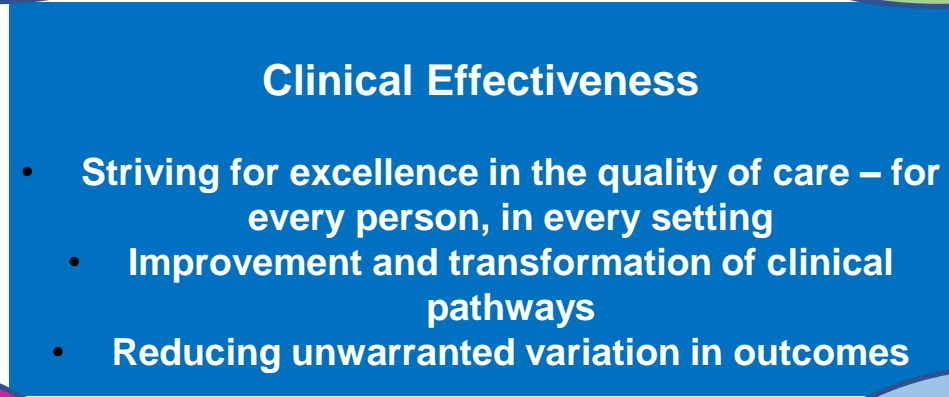 Clinical Effectiveness
• Striving for excellence in the quality of care – for
every person, in every setting
• Improvement and transformation of clinical
pathways
• Reducing unwarranted variation in outcomes